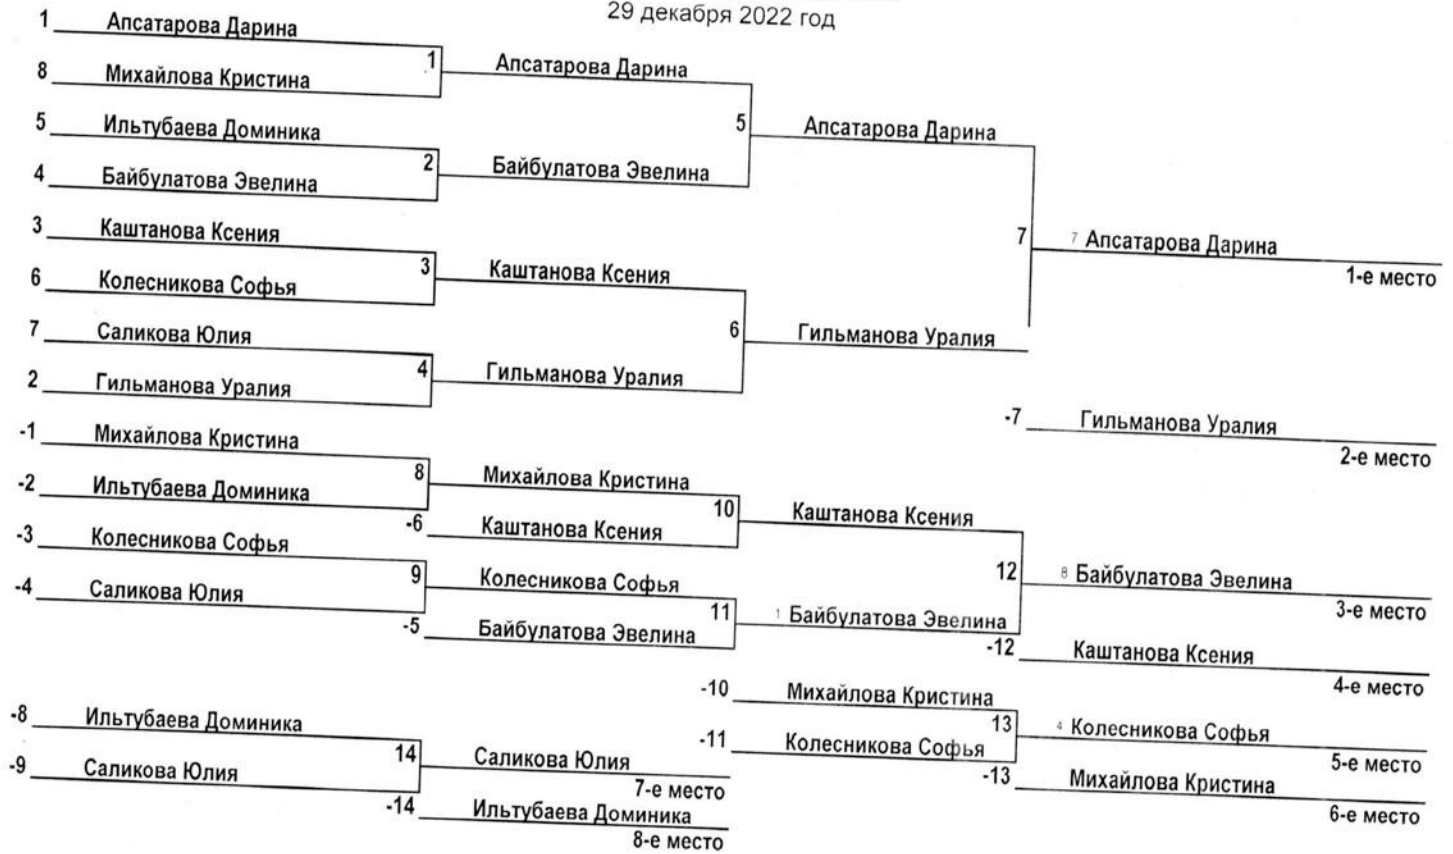 29 декабря 2022 год
1 Апсатарова Дарина
1 Апсатарова Дарина
8 Михайлова Кристина
5 Ильтубаева Доминика
5 Апсатарова Дарина
2 Байбулатова Эвелина
4 Байбулатова Эвелина
3 Каштанова Ксения
7 7 Апсатарова Дарина
1-е место
3 Каштанова Ксения
6 Колесникова Софья
7 Саликова Юлия
6 Гильманова Уралия
4 Гильманова Уралия
2 Гильманова Уралия
-7 Гильманова Уралия
2-е место
-1 Михайлова Кристина
8 Михайлова Кристина
-2 Ильтубаева Доминика
10 Каштанова Ксения
-6 Каштанова Ксения
-3 Колесникова Софья
12 8 Байбулатова Эвелина
3-е место
9 Колесникова Софья
-4 Саликова Юлия
11 1 Байбулатова Эвелина
-5 Байбулатова Эвелина
-12 Каштанова Ксения
4-е место
-10 Михайлова Кристина
13 4 Колесникова Софья
5-е место
-11 Колесникова Софья
-13 Михайлова Кристина
6-е место
-8 Ильтубаева Доминика
14 Саликова Юлия
7-е место
-9 Саликова Юлия
-14 Ильтубаева Доминика
8-е место